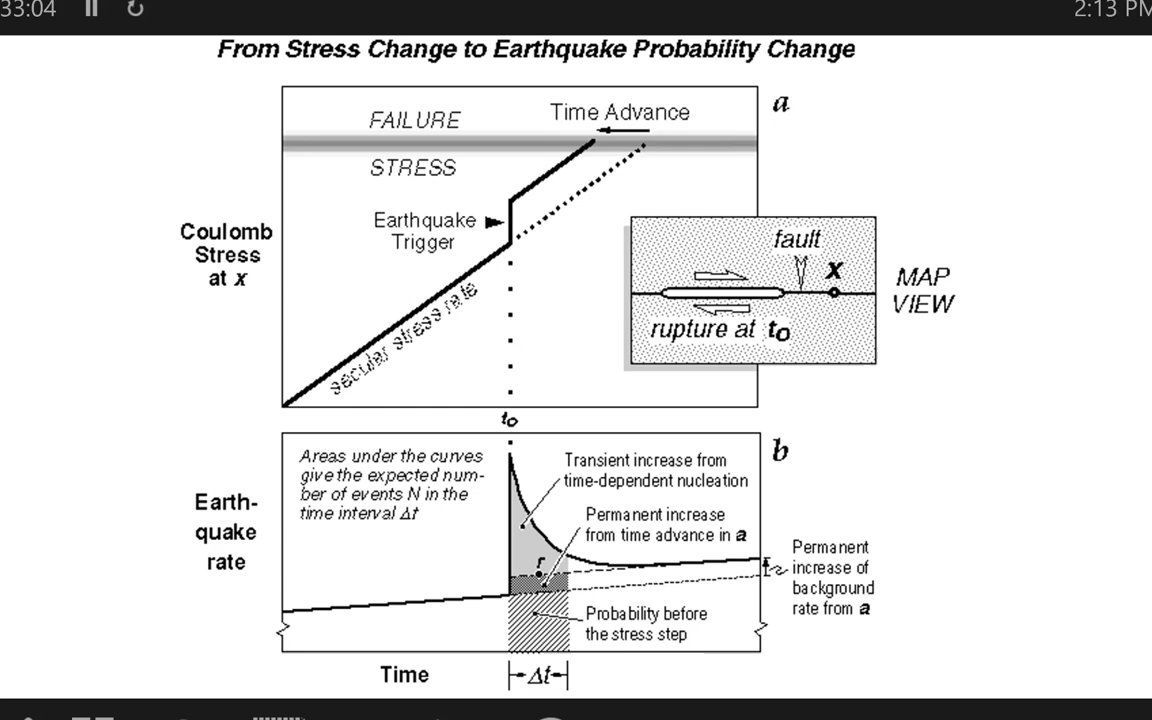 33:04
2:13 PM
From Stress Change to Earthquake Probability Change
a
FAILURE
Time Advance
STRESS
Earthquake
Trigger
Coulomb
Stress
at x
secular stress rate
fault
x
rupture at to
MAP
VIEW
to
b
Areas under the curves
give the expected num-
ber of events N in the
time interval Δt
Transient increase from
time-dependent nucleation
Permanent increase
from time advance in a
r
Earth-
quake
rate
Permanent
increase of
background
rate from a
Probability before
the stress step
Time
Δt